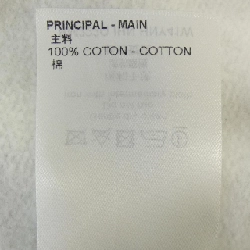 PRINCIPAL - MAIN
主料
100% COTON - COTTON
棉